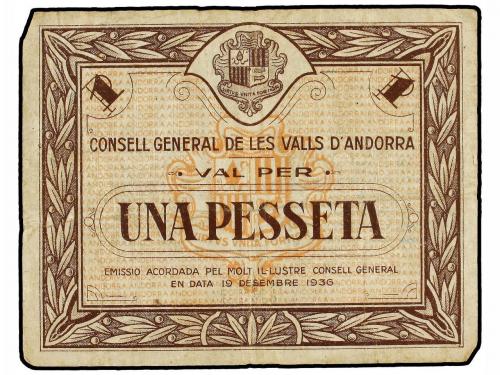 VIRTUS UNITA FORTIOR
1
1
CONSELL GENERAL DE LES VALLS D'ANDORRA
· VAL PER ·
UNA PESSETA
EMISSIO ACORDADA PEL MOLT IL·LUSTRE CONSELL GENERAL
EN DATA 19 DESEMBRE 1936